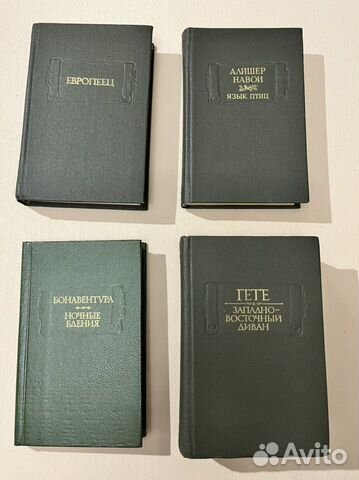 ЕВРОПЕЕЦ
АЛИШЕР
НАВОИ
ЯЗЫК ПТИЦ
БОНАВЕНТУРА
НОЧНЫЕ
БДЕНИЯ
ГЕТЕ
ЗАПАДНО-
ВОСТОЧНЫЙ
ДИВАН
Avito